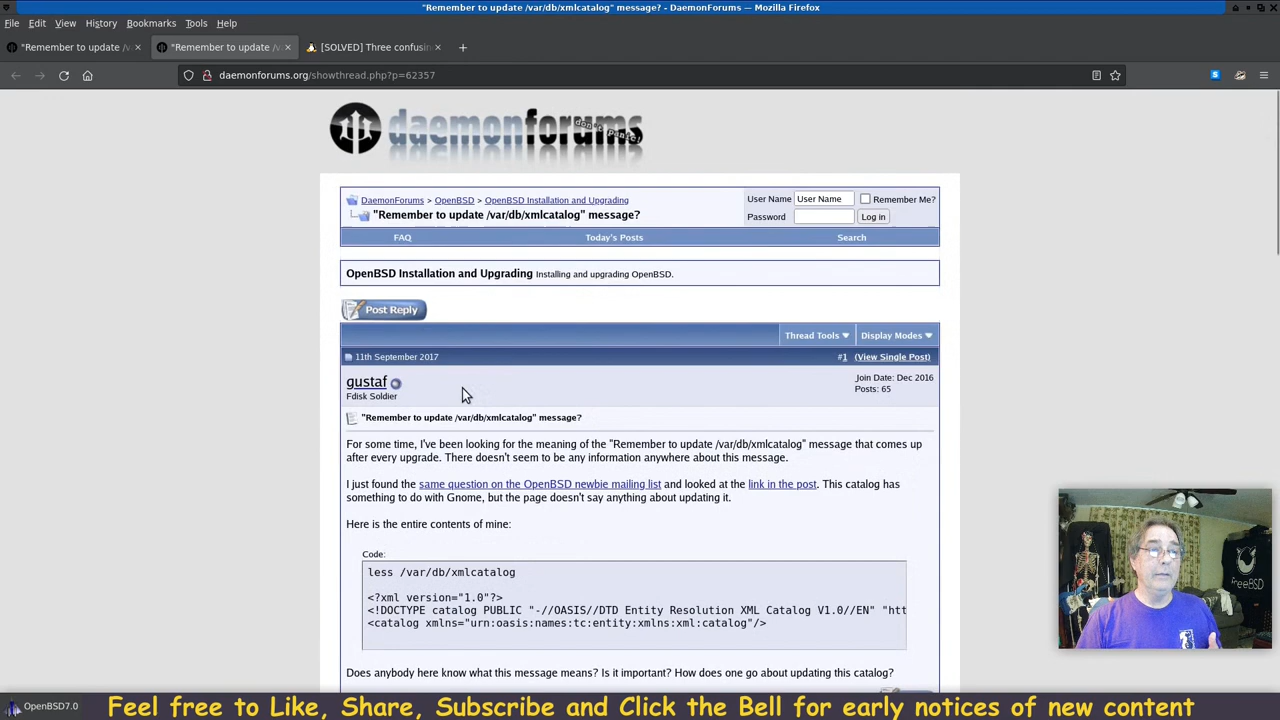 "Remember to update /var/db/xmlcatalog" message? - DaemonForums — Mozilla Firefox
File Edit View History Bookmarks Tools Help
"Remember to update /v × "Remember to update /v × [SOLVED] Three confusin × +
daemonforums.org/showthread.php?p=62357
daemonforums don't panic!
DaemonForums > OpenBSD > OpenBSD Installation and Upgrading
User Name User Name Remember Me?
"Remember to update /var/db/xmlcatalog" message?
Password Log in
FAQ Today's Posts Search
OpenBSD Installation and Upgrading Installing and upgrading OpenBSD.
Post Reply
Thread Tools Display Modes
11th September 2017 #1 (View Single Post)
gustaf
Fdisk Soldier
Join Date: Dec 2016
Posts: 65
"Remember to update /var/db/xmlcatalog" message?
For some time, I've been looking for the meaning of the "Remember to update /var/db/xmlcatalog" message that comes up
after every upgrade. There doesn't seem to be any information anywhere about this message.
I just found the same question on the OpenBSD newbie mailing list and looked at the link in the post. This catalog has
something to do with Gnome, but the page doesn't say anything about updating it.
Here is the entire contents of mine:
Code:
less /var/db/xmlcatalog
<?xml version="1.0"?>
<!DOCTYPE catalog PUBLIC "-//OASIS//DTD Entity Resolution XML Catalog V1.0//EN" "htt
<catalog xmlns="urn:oasis:names:tc:entity:xmlns:xml:catalog"/>
Does anybody here know what this message means? Is it important? How does one go about updating this catalog?
FreeBSD
OpenBSD7.0
Feel free to Like, Share, Subscribe and Click the Bell for early notices of new content